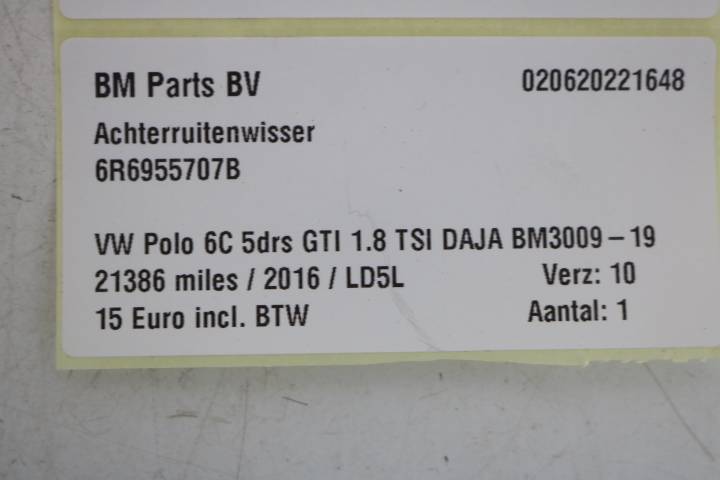 BM Parts BV 020620221648
Achterruitenwisser
6R6955707B
VW Polo 6C 5drs GTI 1.8 TSI DAJA BM3009-19
21386 miles / 2016 / LD5L Verz: 10
15 Euro incl. BTW Aantal: 1